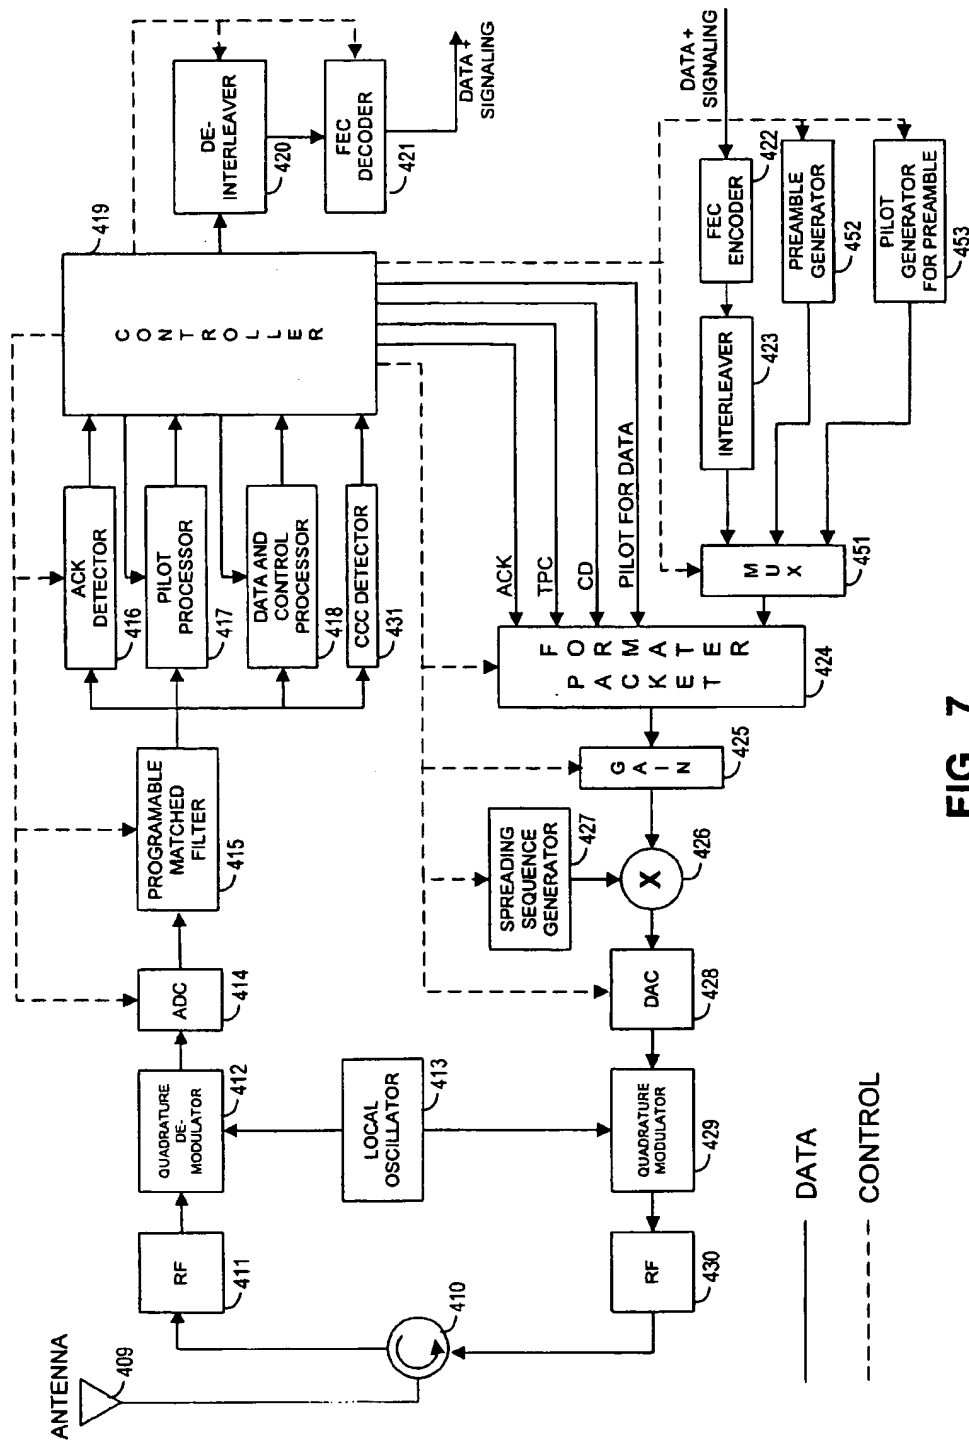 ANTENNA
409
410
RF
411
QUADRATURE
DE-
MODULATOR
412
LOCAL
OSCILLATOR
413
ADC
414
PROGRAMABLE
MATCHED
FILTER
415
ACK
DETECTOR
416
PILOT
PROCESSOR
417
DATA AND
CONTROL
PROCESSOR
418
CCC DETECTOR
431
CONTROLLER
419
DE-
INTERLEAVER
420
FEC
DECODER
421
DATA +
SIGNALING
ACK
TPC
CD
PILOT FOR DATA
DATA +
SIGNALING
FEC
ENCODER
422
INTERLEAVER
423
PREAMBLE
GENERATOR
452
PILOT
GENERATOR
FOR PREAMBLE
453
MUX
451
PACKET
FORMATER
424
GAIN
425
SPREADING
SEQUENCE
GENERATOR
427
X
426
DAC
428
QUADRATURE
MODULATOR
429
RF
430
DATA
CONTROL
FIG. 7